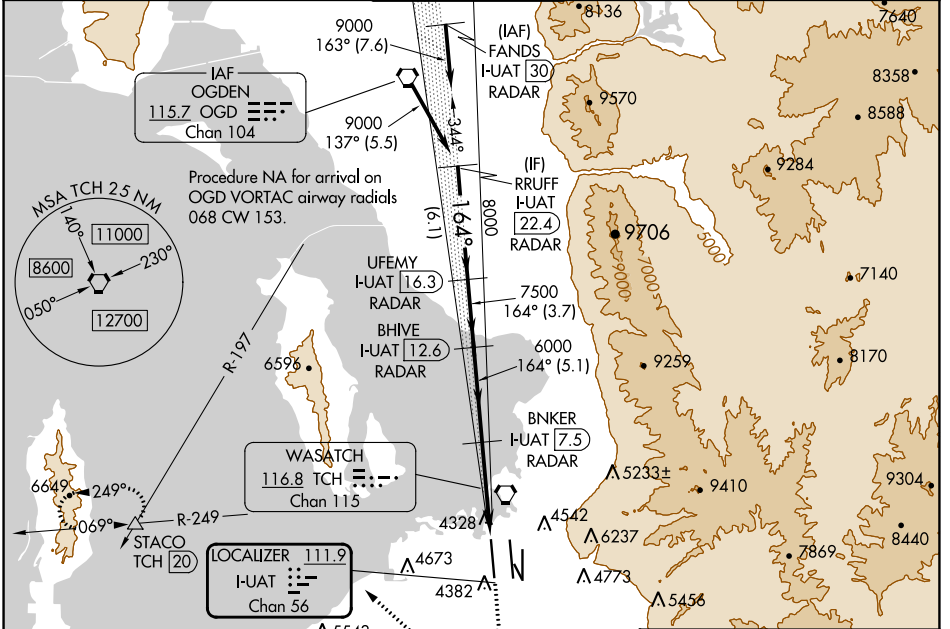 8136
7640
9000
163° (7.6)
(IAF)
FANDS
I-UAT 30
RADAR
8358
8588
9570
IAF
OGDEN
115.7 OGD
Chan 104
9000
137° (5.5)
344°
9284
(IF)
RRUFF
I-UAT
22.4
RADAR
Procedure NA for arrival on
OGD VORTAC airway radials
068 CW 153.
MSA TCH 25 NM
140°
11000
8600
230°
050°
12700
(6.1)
164°
8000
9706
5000
7000
9000
7140
UFEMY
I-UAT 16.3
RADAR
7500
164° (3.7)
BHIVE
I-UAT 12.6
RADAR
6000
164° (5.1)
R-197
6596
9259
8170
BNKER
I-UAT 7.5
RADAR
WASATCH
116.8 TCH
Chan 115
5233±
9410
9304
6649
249°
069°
R-249
STACO
TCH 20
4328
4542
6237
8440
7869
LOCALIZER 111.9
I-UAT
Chan 56
4673
4382
4773
5456